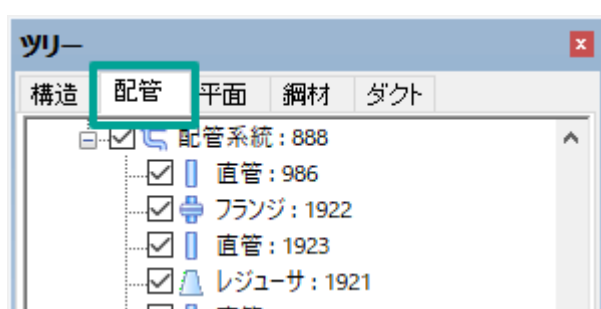 ツリー
構造 配管 平面 鋼材 ダクト
配管系統 : 888
直管 : 986
フランジ : 1922
直管 : 1923
レジューサ : 1921